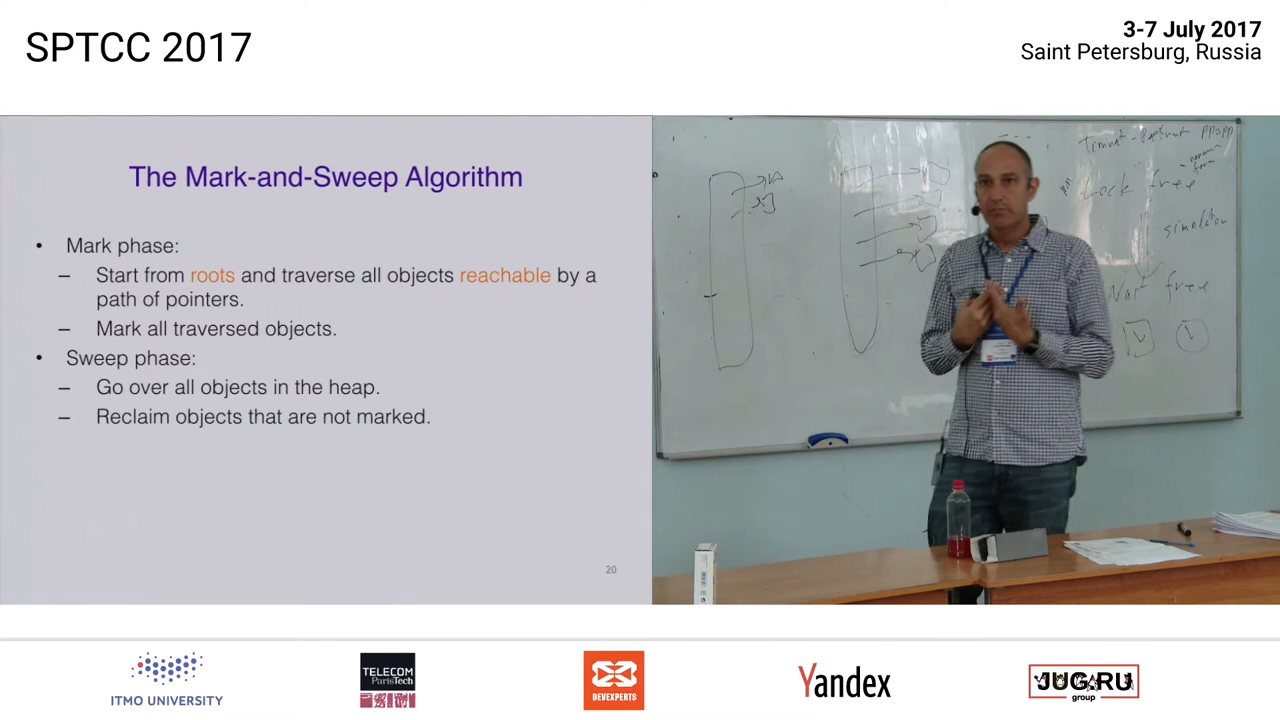 SPTCC 2017
3-7 July 2017
Saint Petersburg, Russia
The Mark-and-Sweep Algorithm
• Mark phase:
– Start from roots and traverse all objects reachable by a
path of pointers.
– Mark all traversed objects.
• Sweep phase:
– Go over all objects in the heap.
– Reclaim objects that are not marked.
20
Lock free
simulator
free
ITMO UNIVERSITY
TELECOM
ParisTech
DEVEXPERTS
Yandex
JUG.RU
group